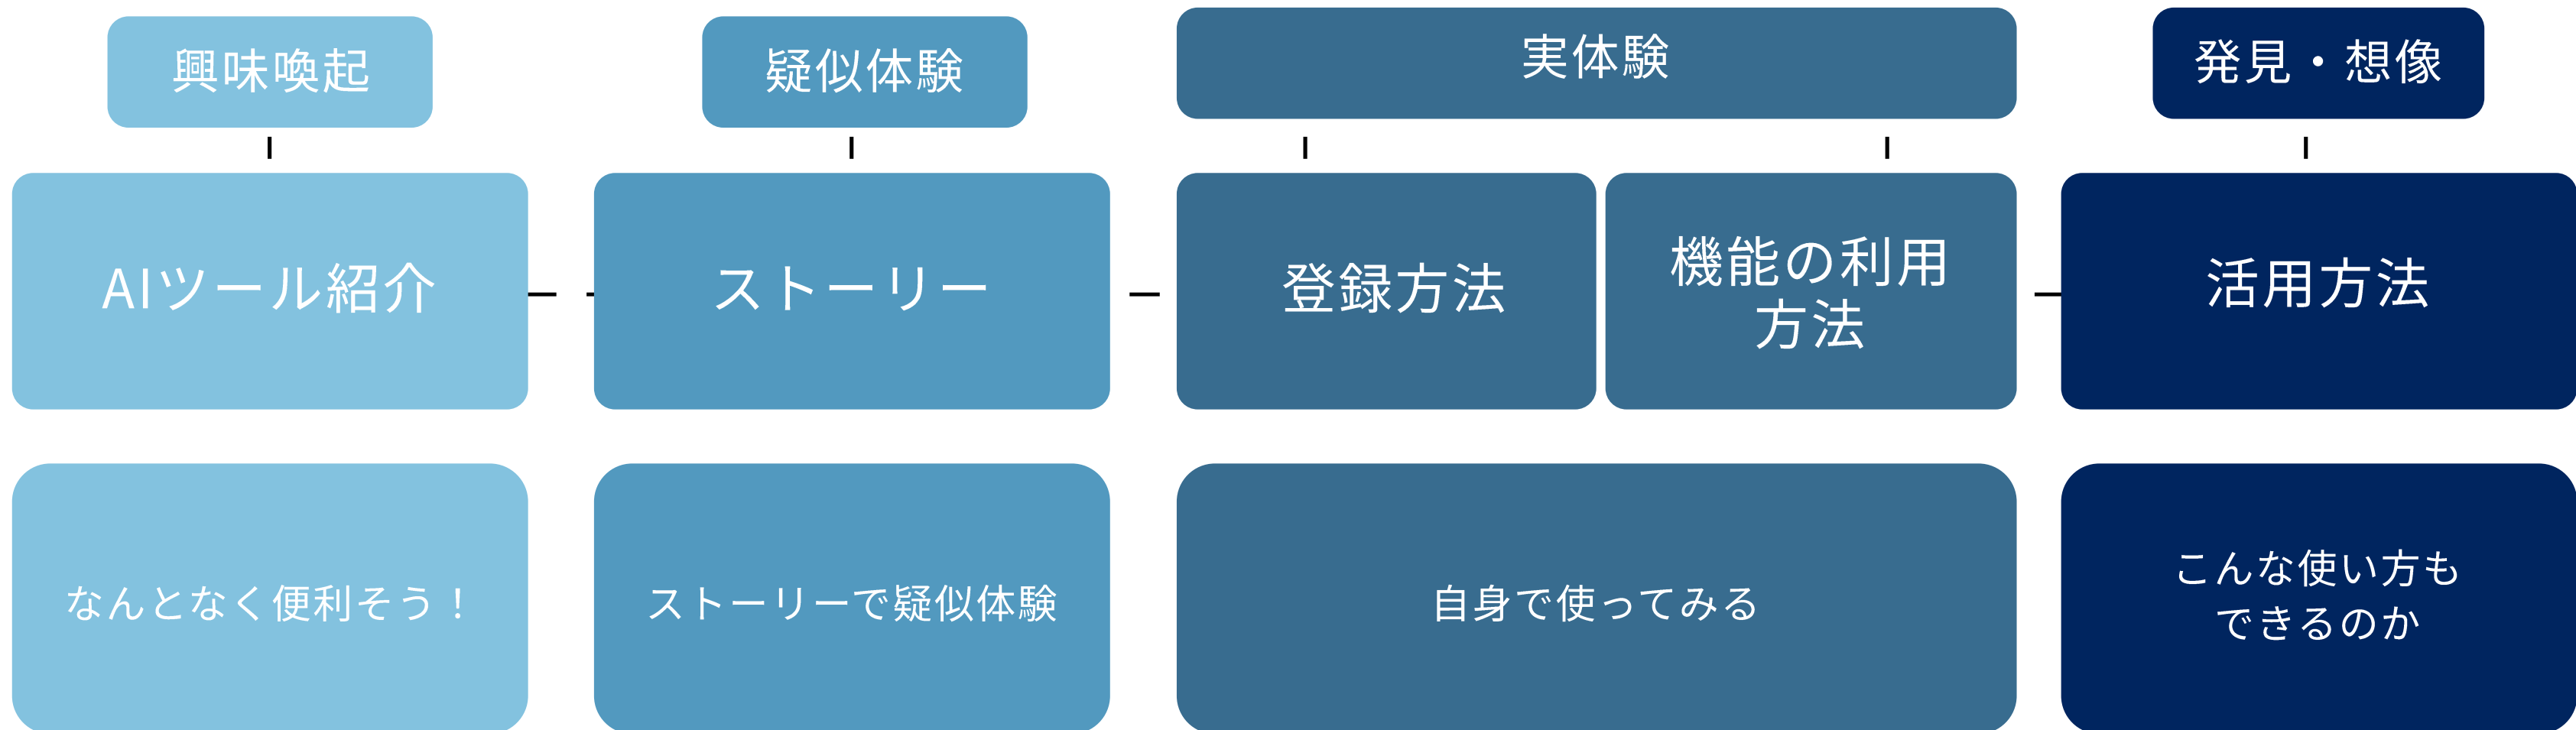 興味喚起
疑似体験
実体験
発見・想像
AIツール紹介
ストーリー
登録方法
機能の利用
方法
活用方法
なんとなく便利そう！
ストーリーで疑似体験
自身で使ってみる
こんな使い方も
できるのか